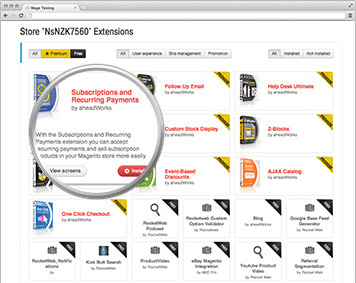 Mage Testing
Store "NsNZK7560" Extensions
All ★ Premium Free
All User experience Site management Promotion
All Installed Not installed
Subscriptions and
Recurring Payments
by aheadWorks
With the Subscriptions and Recurring
Payments extension you can accept
recurring payments and sell subscription
products in your Magento store more easily
View screens
Install
Follow Up Email
by aheadWorks
Help Desk Ultimate
by aheadWorks
Custom Stock Display
by aheadWorks
Z-Blocks
by aheadWorks
Event-Based
Discounts
by aheadWorks
AJAX Catalog
by aheadWorks
One Click Checkout
by aheadWorks
RocketWeb
Podcast
by RocketWeb
Rocketweb Custom
Option Validator
by RocketWeb
Blog
by aheadWorks
Google Base Feed
Generator
by RocketWeb
RocketWeb_Notifica
tions
by
Kick Butt Search
by RocketWeb
ProductVideo
by RocketWeb
eBay Magento
Integration
by M2E Pro
Youtube Product
Video
by RocketWeb
Referral
Segmentation
by RocketWeb